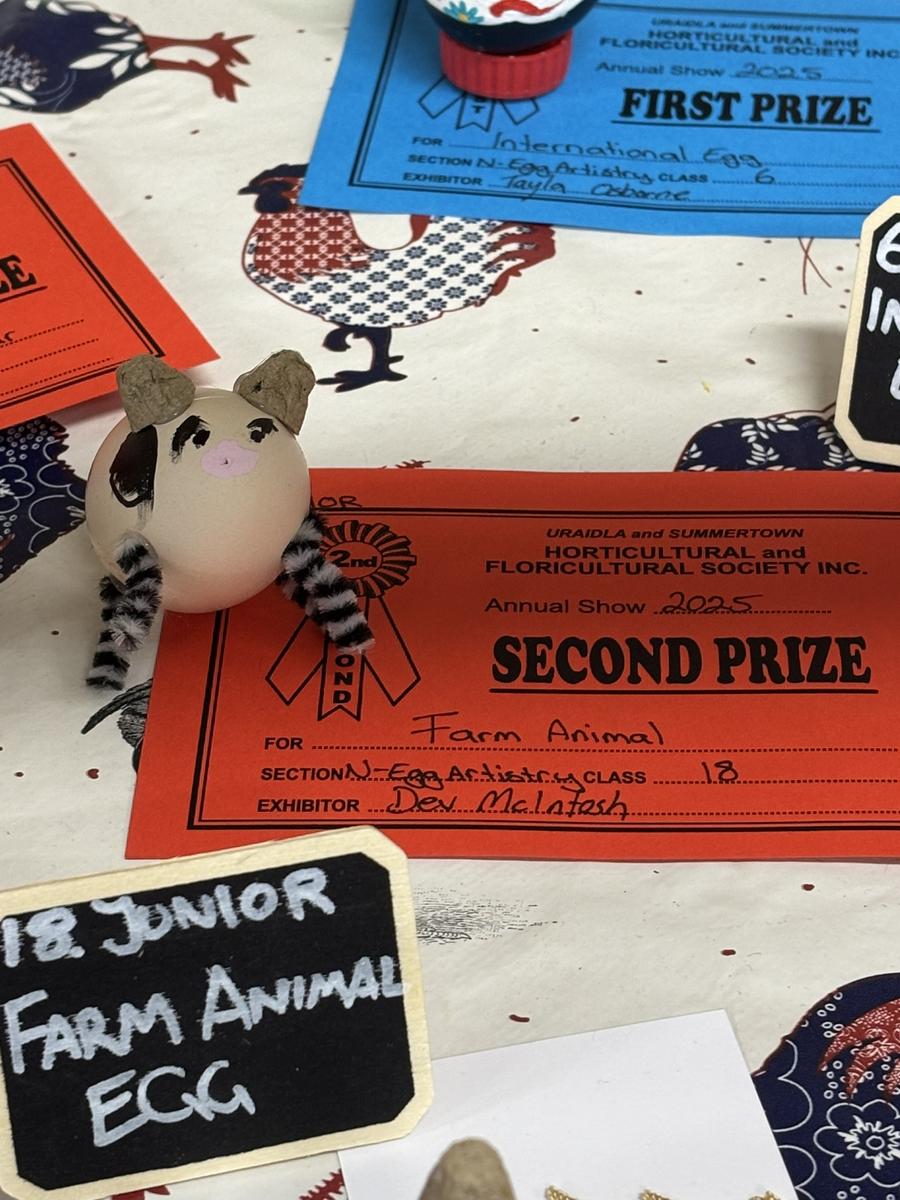 URAIDLA and SUMMERTOWN
HORTICULTURAL and
FLORICULTURAL SOCIETY INC
Annual Show 2025
FIRST PRIZE
FOR International Egg
SECTION N-Egg Artistry CLASS 6
EXHIBITOR Tayla Osborne
2nd
OND
URAIDLA and SUMMERTOWN
HORTICULTURAL and
FLORICULTURAL SOCIETY INC.
Annual Show 2025
SECOND PRIZE
FOR Farm Animal
SECTION N-Egg Artistry CLASS 18
EXHIBITOR Dev McIntosh
18. JUNIOR
FARM ANIMAL
EGG